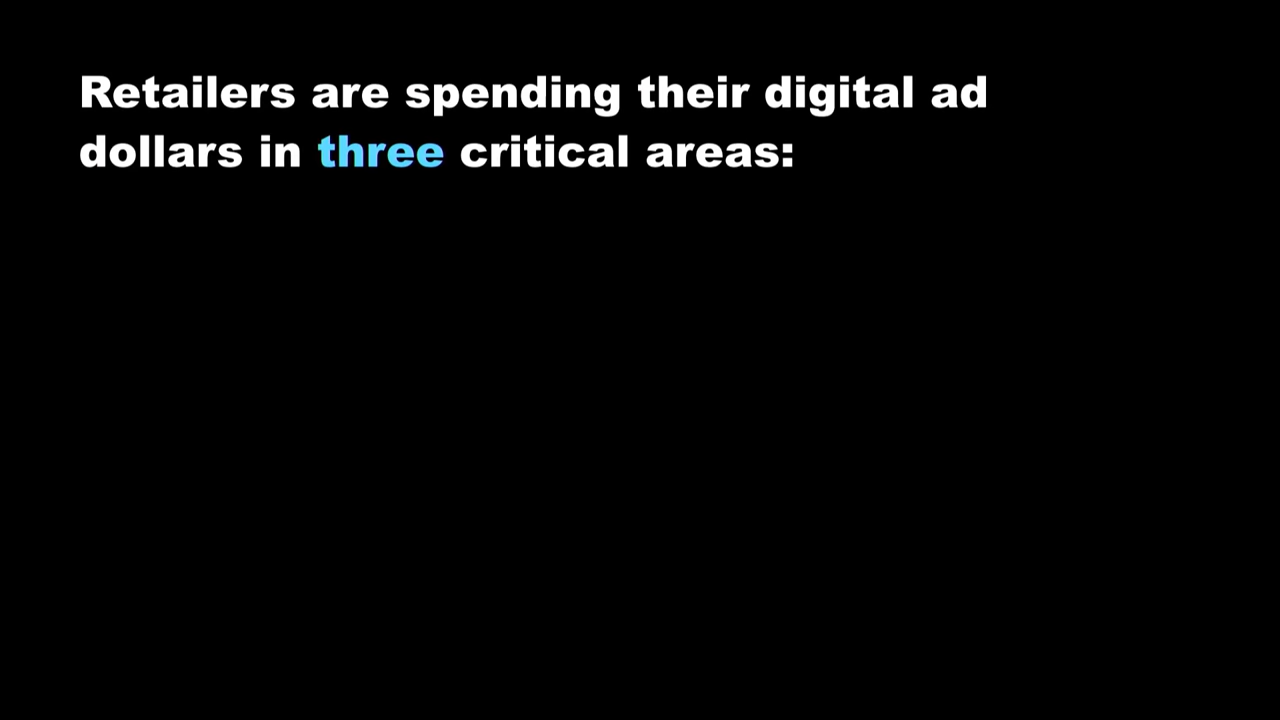 Retailers are spending their digital ad
dollars in three critical areas: